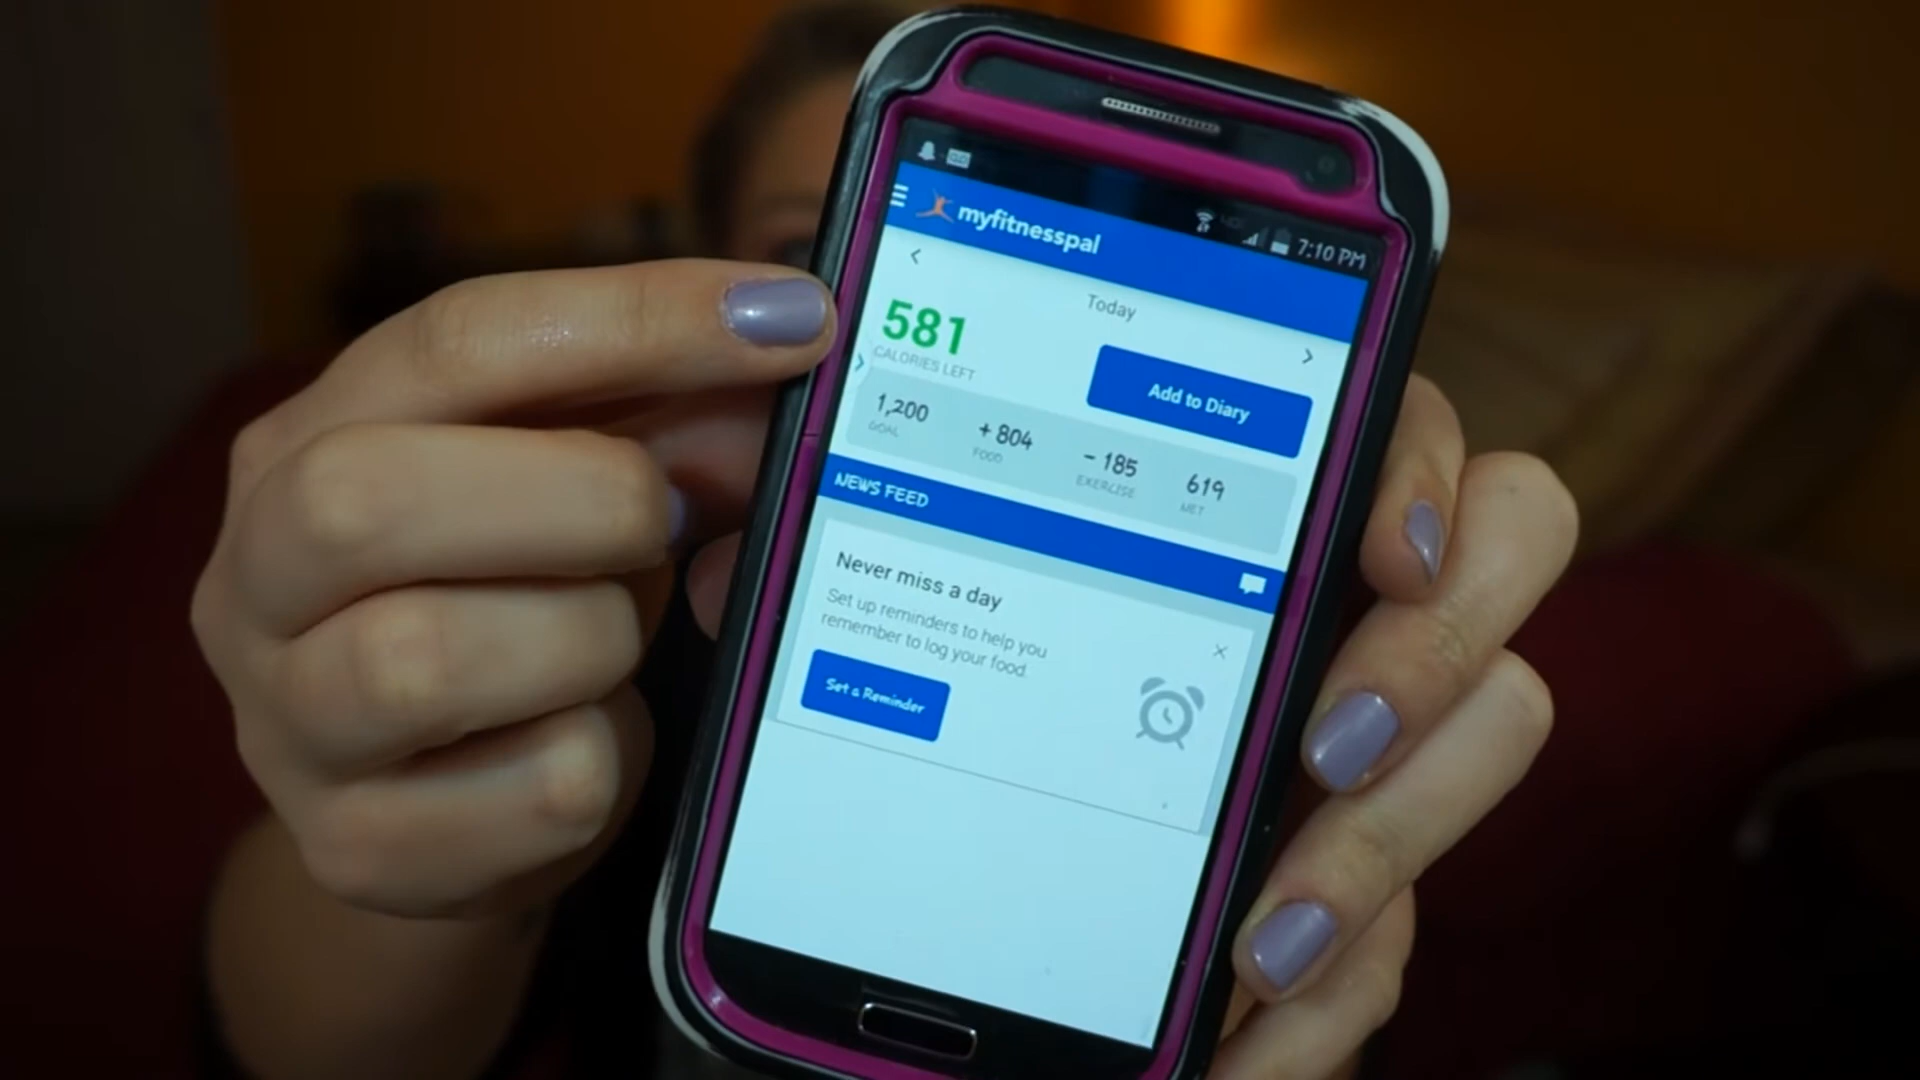 7:10 PM
myfitnesspal
Today
581
CALORIES LEFT
Add to Diary
1,200 + 804 - 185 619
GOAL FOOD EXERCISE NET
NEWS FEED
Never miss a day
Set up reminders to help you
remember to log your food.
Set a Reminder